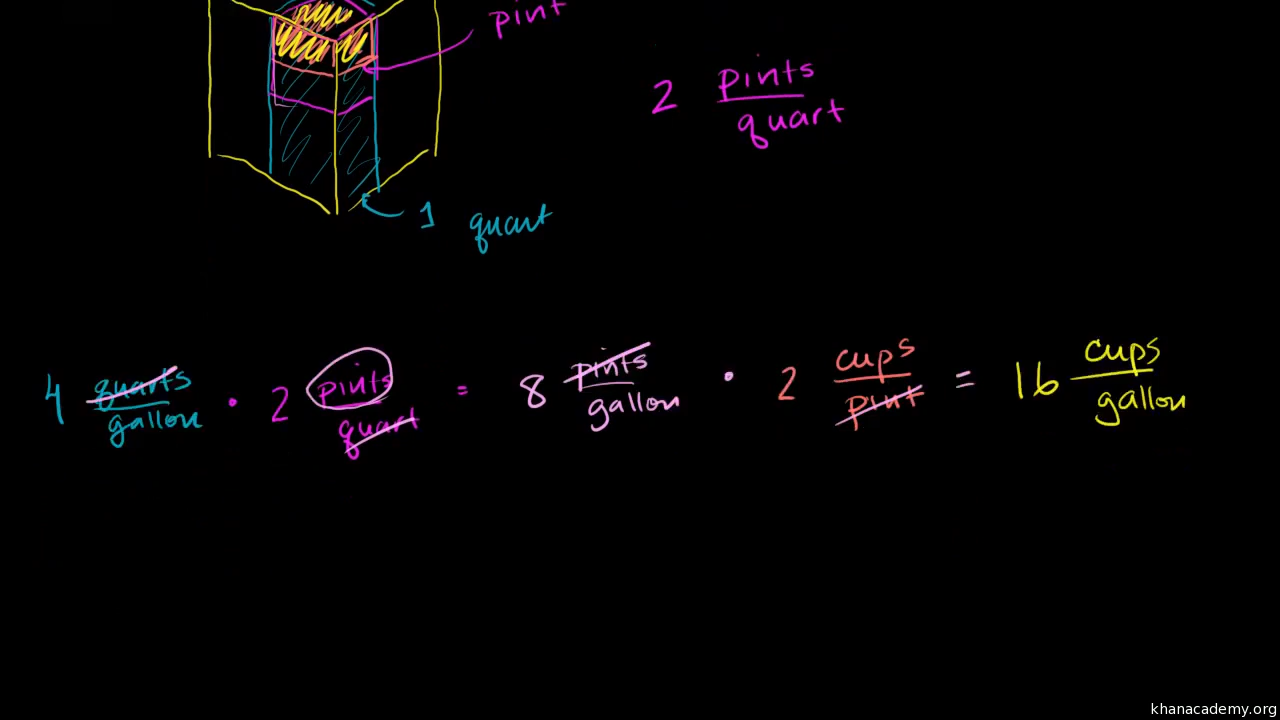 pint
2 pints
quart
1 quart
4 quarts/gallon · 2 pints/quart = 8 pints/gallon · 2 cups/pint = 16 cups/gallon
khanacademy.org